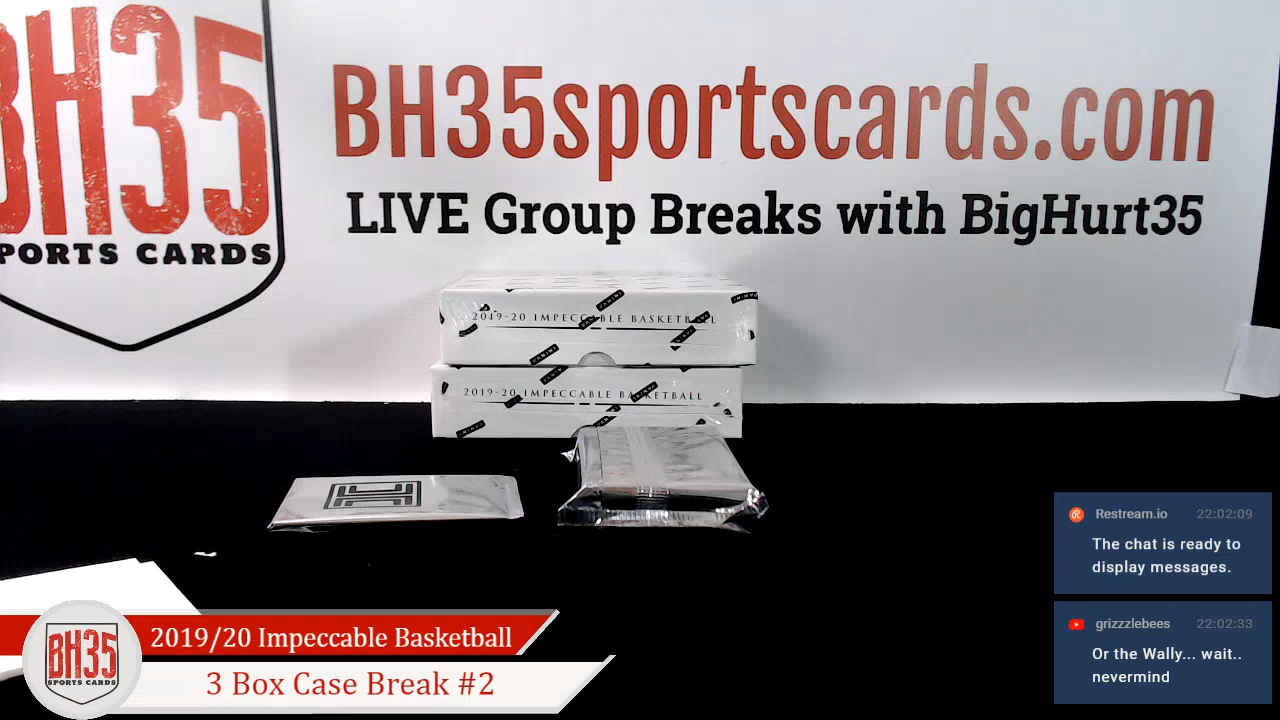 BH35
SPORTS CARDS
BH35sportscards.com
LIVE Group Breaks with BigHurt35
2019-20 IMPECCABLE BASKETBALL
2019-20 IMPECCABLE BASKETBALL
Restream.io 22:02:09
The chat is ready to
display messages.
grizzzlebees 22:02:33
Or the Wally... wait..
nevermind
BH35
SPORTS CARDS
2019/20 Impeccable Basketball
3 Box Case Break #2